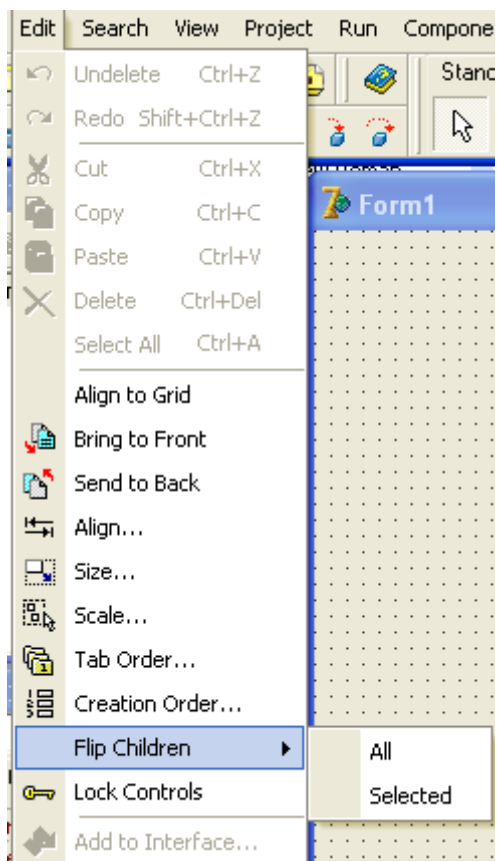 Edit Search View Project Run Compone
Stand
Undelete Ctrl+Z
Redo Shift+Ctrl+Z
Cut Ctrl+X
Copy Ctrl+C
Paste Ctrl+V
Delete Ctrl+Del
Select All Ctrl+A
Form1
Align to Grid
Bring to Front
Send to Back
Align...
Size...
Scale...
Tab Order...
Creation Order...
Flip Children
All
Lock Controls
Selected
Add to Interface...